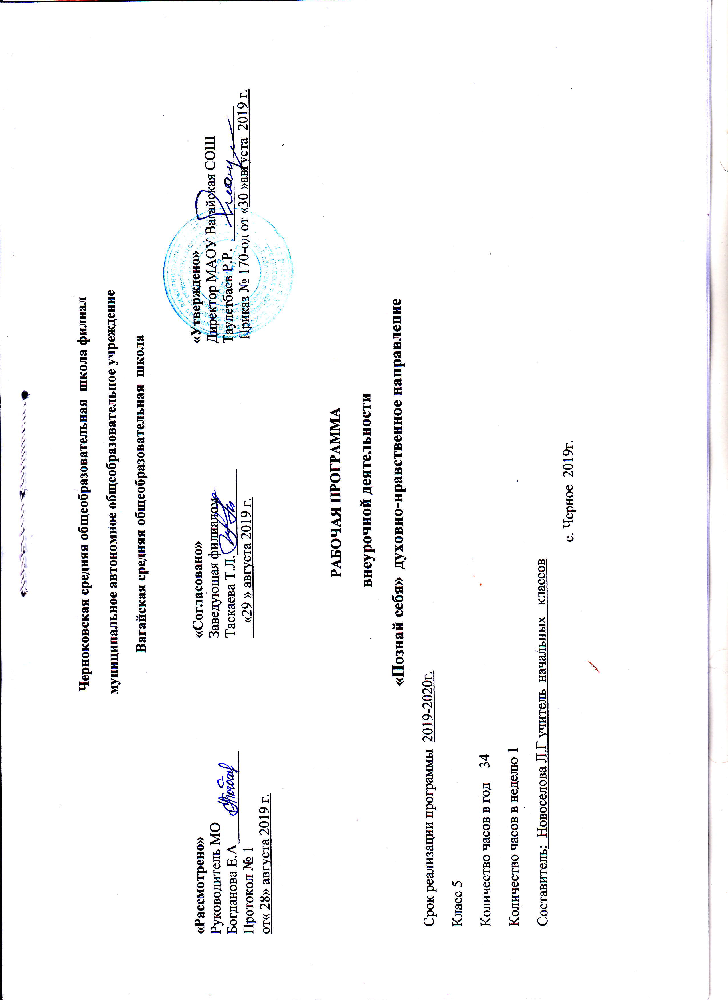 Черноковская средняя общеобразовательная школа филиал
муниципальное автономное общеобразовательное учреждение
Вагайская средняя общеобразовательная школа
«Рассмотрено»
Руководитель МО
Богданова Е.А
Протокол № 1
от« 28» августа 2019 г.
«Согласовано»
Заведующая филиалом
Таскаева Т.Л.
«29 » августа 2019 г.
«Утверждено»
Директор МАОУ Вагайская СОШ
Таулетбаев Р.Р.
Приказ № 170-од от «30 »августа 2019 г.
РАБОЧАЯ ПРОГРАММА
внеурочной деятельности
«Познай себя» духовно-нравственное направление
Срок реализации программы 2019-2020г.
Класс 5
Количество часов в год 34
Количество часов в неделю 1
Составитель: Новоселова Л.Г учитель начальных классов
с. Черное 2019г.